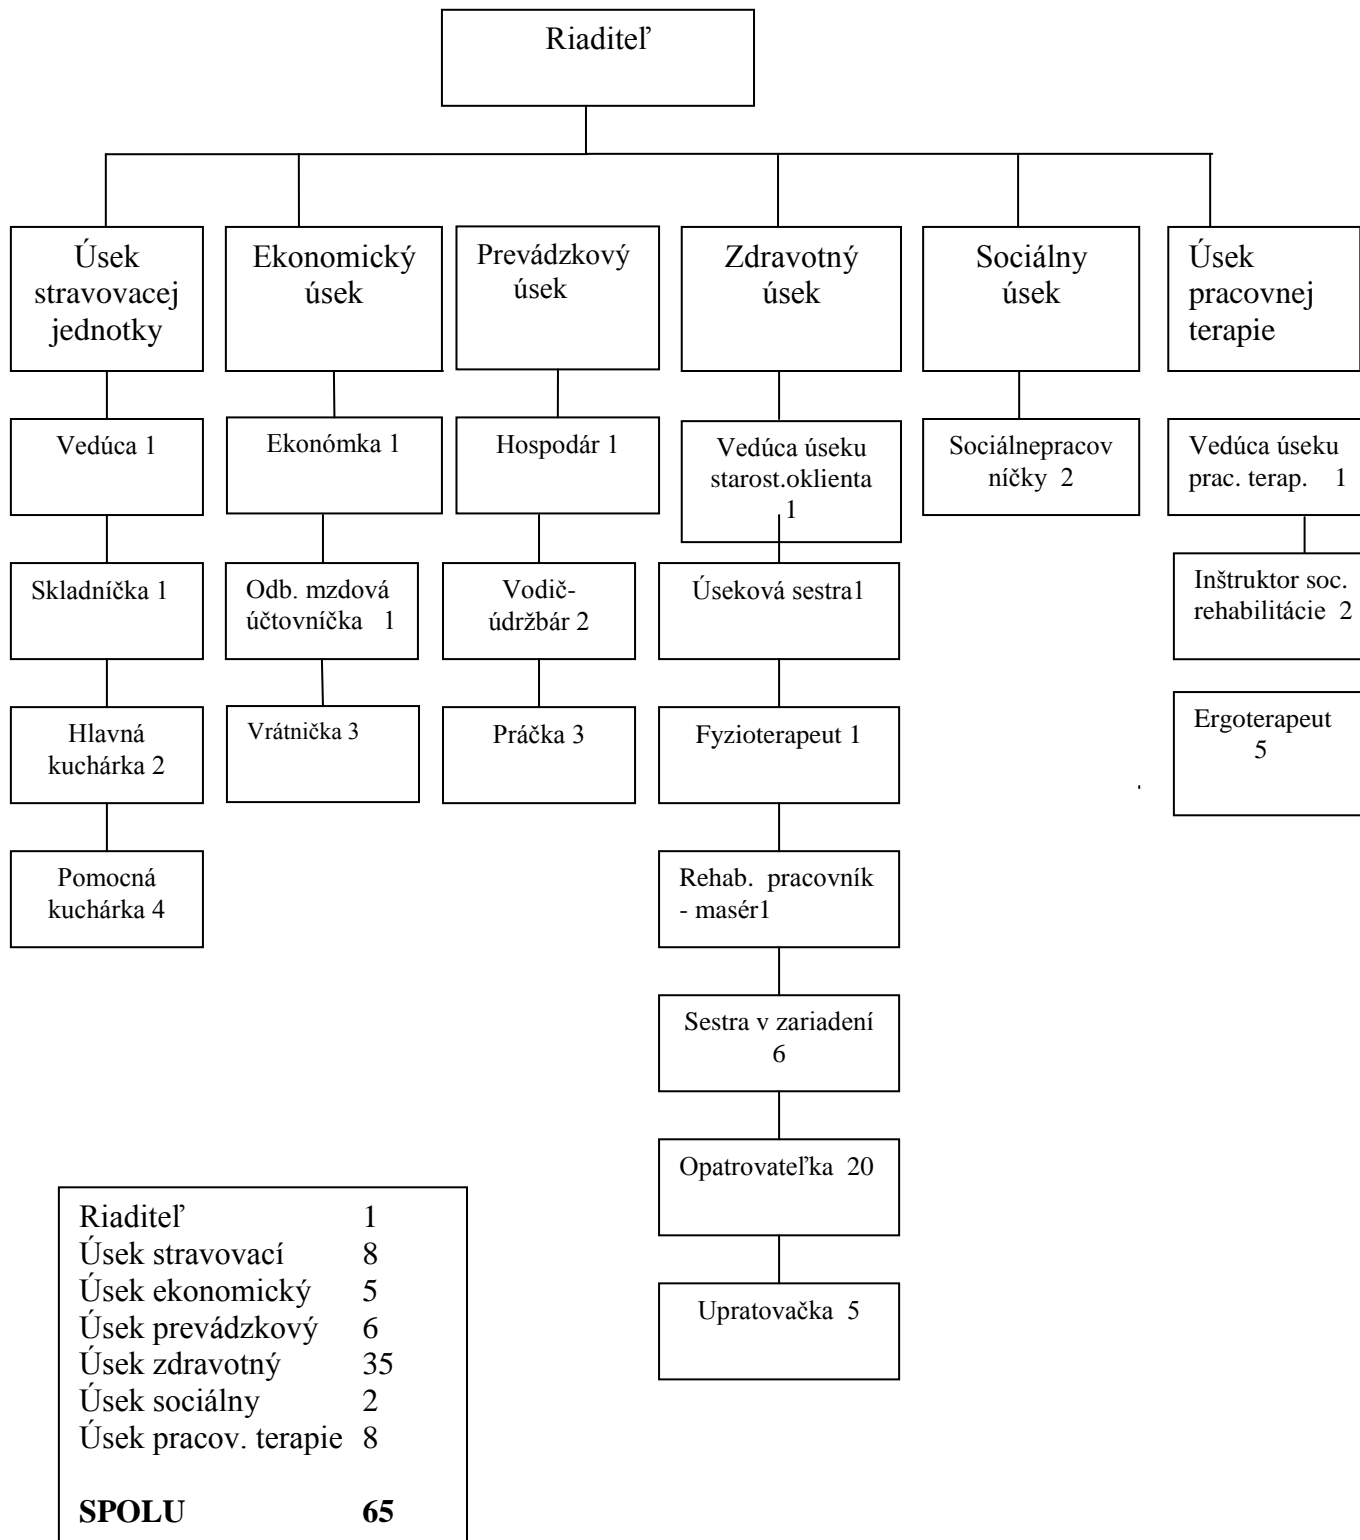 Riaditeľ
Úsek
stravovacej
jednotky
Ekonomický
úsek
Prevádzkový
úsek
Zdravotný
úsek
Sociálny
úsek
Úsek
pracovnej
terapie
Vedúca 1
Ekonómka 1
Hospodár 1
Vedúca úseku
starost.oklienta
1
Sociálnepracov
níčky 2
Vedúca úseku
prac. terap. 1
Skladníčka 1
Odb. mzdová
účtovníčka 1
Vodič-
údržbár 2
Úseková sestra1
Inštruktor soc.
rehabilitácie 2
Hlavná
kuchárka 2
Vrátnička 3
Práčka 3
Fyzioterapeut 1
Ergoterapeut
5
Pomocná
kuchárka 4
Rehab. pracovník
- masér1
Sestra v zariadení
6
Opatrovateľka 20
Upratovačka 5
Riaditeľ 1
Úsek stravovací 8
Úsek ekonomický 5
Úsek prevádzkový 6
Úsek zdravotný 35
Úsek sociálny 2
Úsek pracov. terapie 8
SPOLU 65